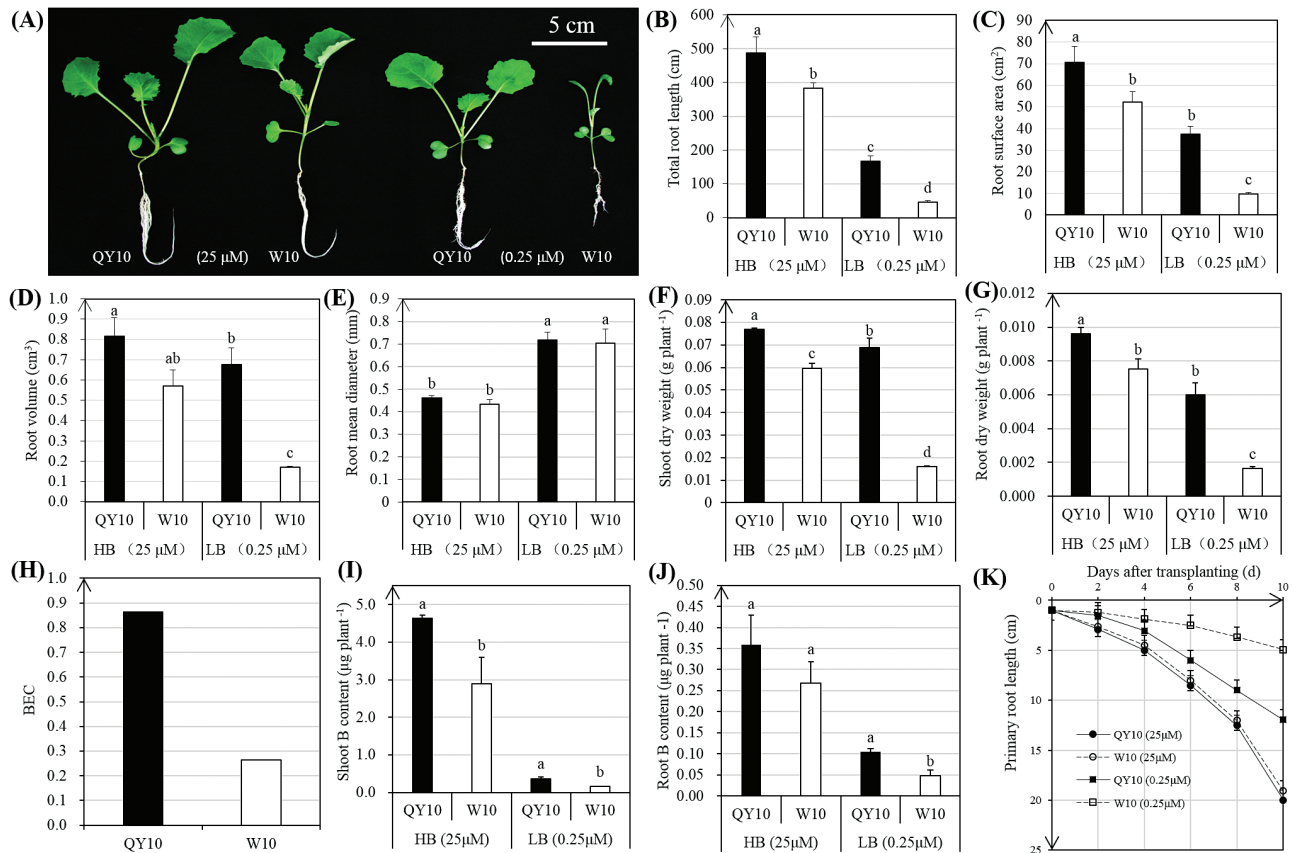 (A)
5 cm
QY10 (25 μM) W10 QY10 (0.25 μM) W10
(B)
Total root length (cm)
600
500
400
300
200
100
0
a
b
c
d
QY10 W10 QY10 W10
HB （25 μM） LB （0.25 μM）
(C)
Root surface area (cm²)
90
80
70
60
50
40
30
20
10
0
a
b
b
c
QY10 W10 QY10 W10
HB （25 μM） LB （0.25 μM）
(D)
Root volume (cm³)
1.0
0.9
0.8
0.7
0.6
0.5
0.4
0.3
0.2
0.1
0.0
a
ab
b
c
QY10 W10 QY10 W10
HB （25 μM） LB （0.25 μM）
(E)
Root mean diameter (mm)
0.9
0.8
0.7
0.6
0.5
0.4
0.3
0.2
0.1
0
b
b
a
a
QY10 W10 QY10 W10
HB （25 μM） LB （0.25 μM）
(F)
Shoot dry weight (g plant ⁻¹)
0.09
0.08
0.07
0.06
0.05
0.04
0.03
0.02
0.01
0
a
c
b
d
QY10 W10 QY10 W10
HB （25 μM） LB （0.25 μM）
(G)
Root dry weight (g plant ⁻¹)
0.012
0.010
0.008
0.006
0.004
0.002
0.000
a
b
b
c
QY10 W10 QY10 W10
HB （25 μM） LB （0.25 μM）
(H)
BEC
1.0
0.9
0.8
0.7
0.6
0.5
0.4
0.3
0.2
0.1
0.0
QY10 W10
(I)
Shoot B content (μg plant⁻¹)
5.0
4.0
3.0
2.0
1.0
0.0
a
b
a
b
QY10 W10 QY10 W10
HB (25μM) LB (0.25μM)
(J)
Root B content (μg plant -1)
0.50
0.45
0.40
0.35
0.30
0.25
0.20
0.15
0.10
0.05
0.00
a
a
a
b
QY10 W10 QY10 W10
HB (25μM) LB (0.25μM)
(K)
Days after transplanting (d)
0 2 4 6 8 10
Primary root length (cm)
0
5
10
15
20
25
QY10 (25μM)
W10 (25μM)
QY10 (0.25μM)
W10 (0.25μM)